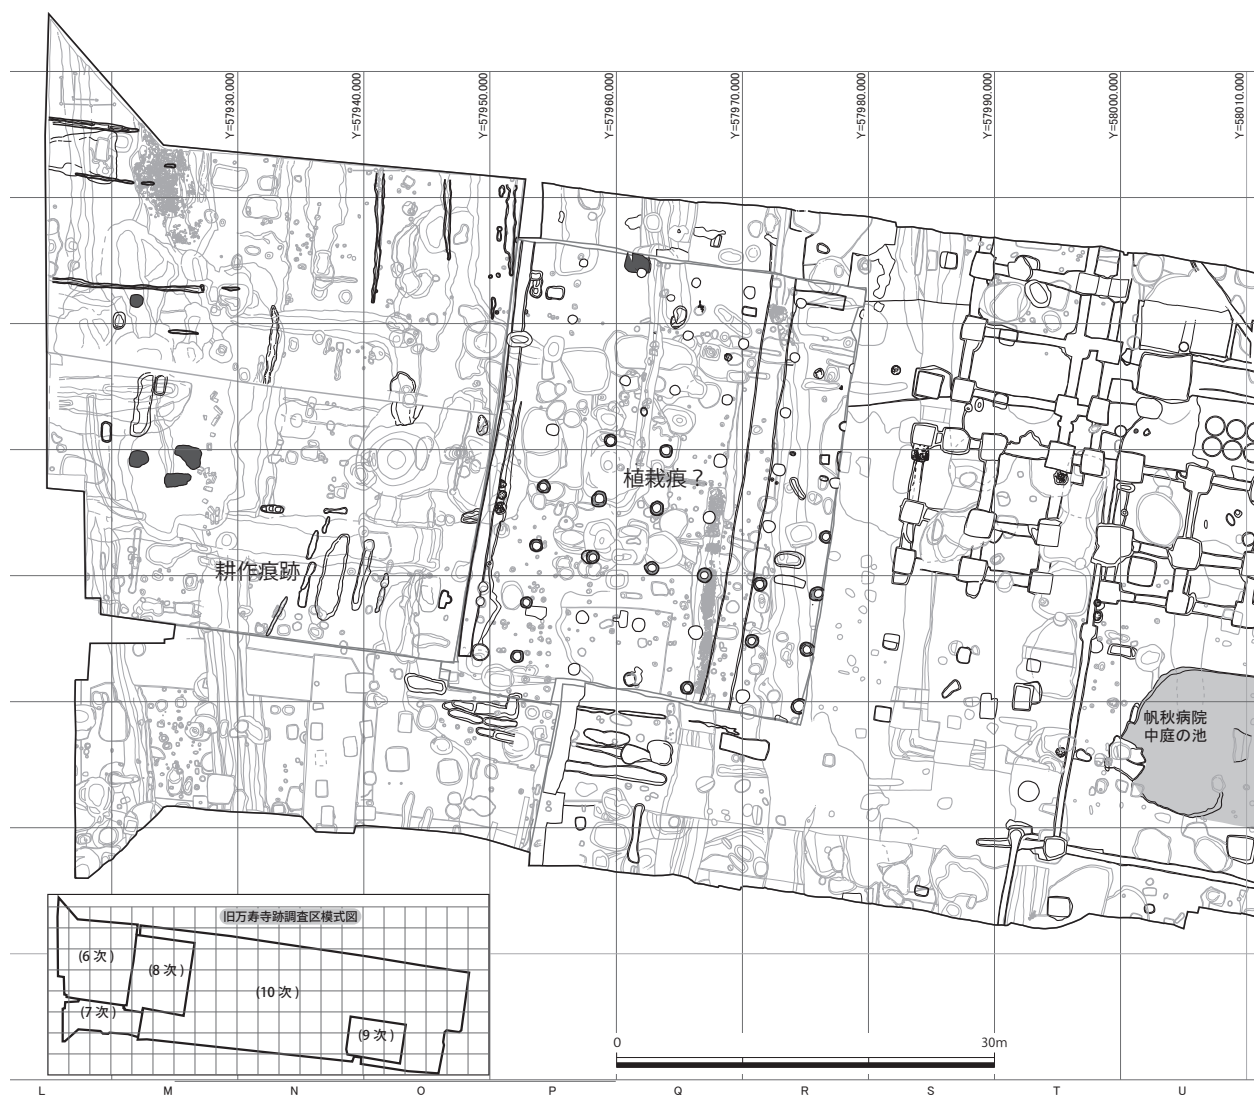 Y=57930.000
Y=57940.000
Y=57950.000
Y=57960.000
Y=57970.000
Y=57980.000
Y=57990.000
Y=58000.000
Y=58010.000
植栽痕？
耕作痕跡
帆秋病院
中庭の池
旧万寿寺跡調査区模式図
(6 次 )
(8 次 )
(10 次 )
(7 次 )
(9 次 )
0 30m
L M N O P Q R S T U